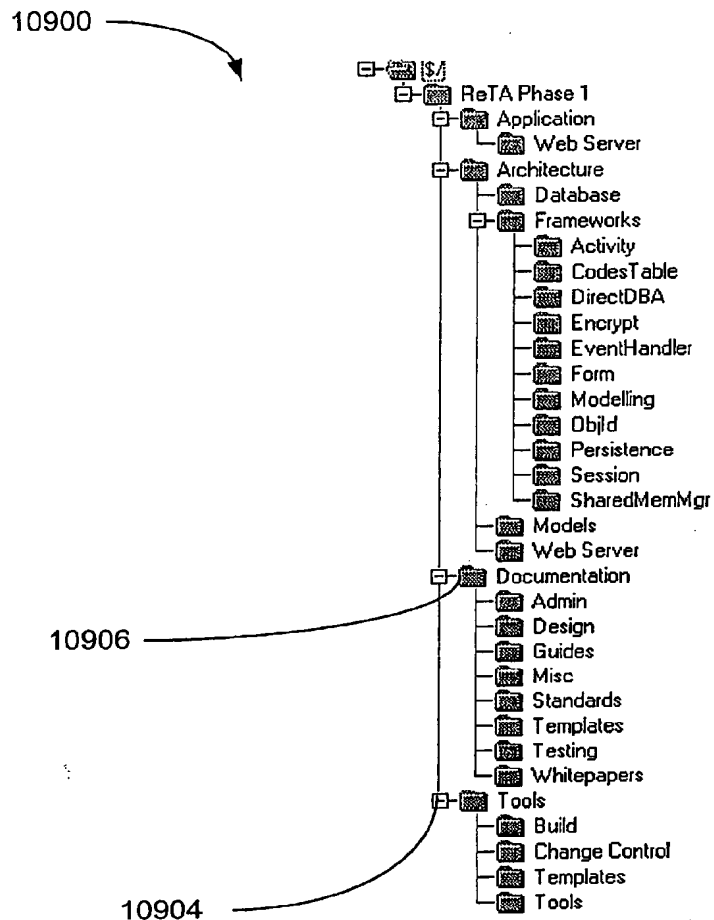 10900
$/
ReTA Phase 1
Application
Web Server
Architecture
Database
Frameworks
Activity
CodesTable
DirectDBA
Encrypt
EventHandler
Form
Modelling
ObjId
Persistence
Session
SharedMemMgr
Models
Web Server
Documentation
Admin
Design
10906
Guides
Misc
Standards
Templates
Testing
Whitepapers
Tools
Build
Change Control
Templates
Tools
10904